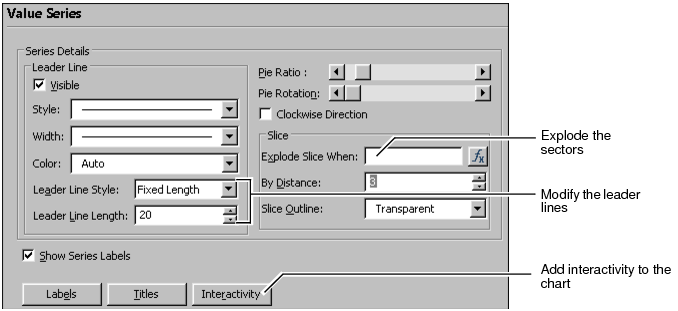 Value Series
Series Details
Leader Line
Visible
Style:
Width:
Color: Auto
Leader Line Style: Fixed Length
Leader Line Length: 20
Pie Ratio :
Pie Rotation:
Clockwise Direction
Slice
Explode Slice When: fx
By Distance: 3
Slice Outline: Transparent
Show Series Labels
Labels Titles Interactivity
Explode the
sectors
Modify the leader
lines
Add interactivity to the
chart